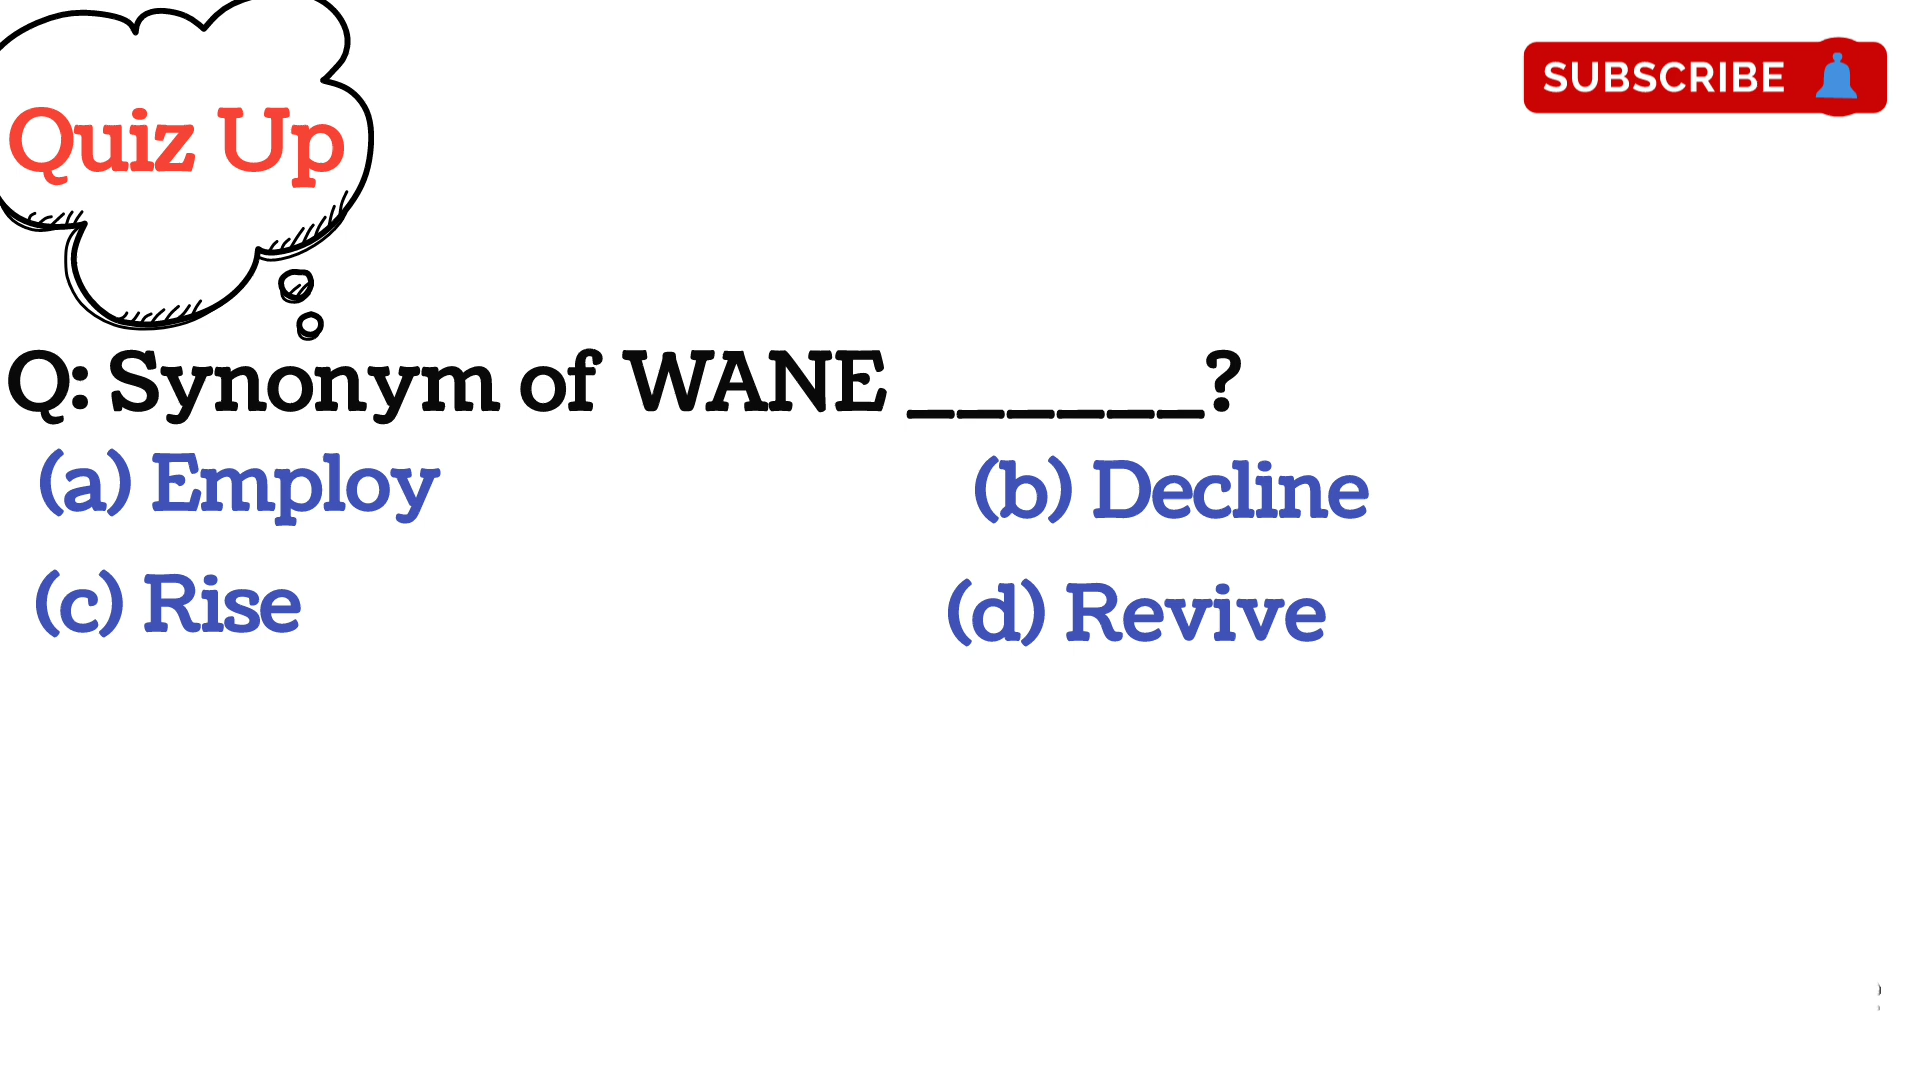 Quiz Up
SUBSCRIBE
Q: Synonym of WANE ______?
(a) Employ
(b) Decline
(c) Rise
(d) Revive